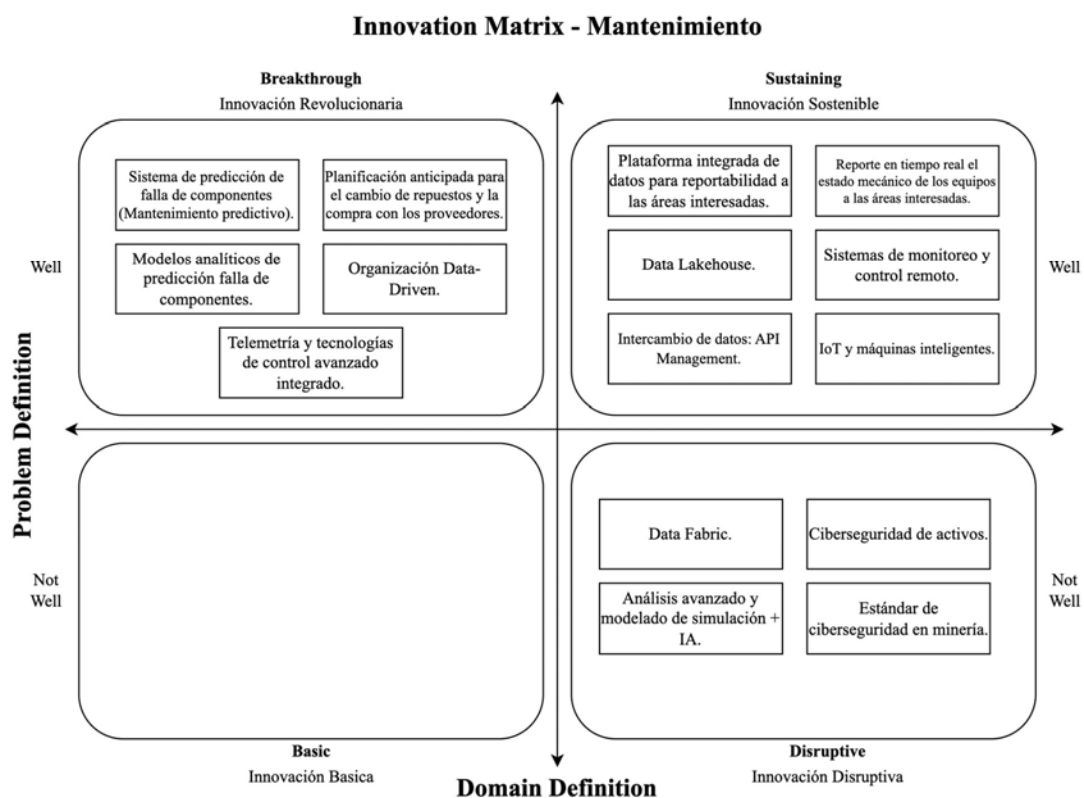 Innovation Matrix - Mantenimiento
Breakthrough
Innovación Revolucionaria
Sustaining
Innovación Sostenible
Sistema de predicción de
falla de componentes
(Mantenimiento predictivo).
Planificación anticipada para
el cambio de repuestos y la
compra con los proveedores.
Modelos analíticos de
predicción falla de
componentes.
Organización Data-
Driven.
Telemetría y tecnologías
de control avanzado
integrado.
Plataforma integrada de
datos para reportabilidad a
las áreas interesadas.
Reporte en tiempo real el
estado mecánico de los equipos
a las áreas interesadas.
Data Lakehouse.
Sistemas de monitoreo y
control remoto.
Intercambio de datos: API
Management.
IoT y máquinas inteligentes.
Well
Well
Problem Definition
Not
Well
Data Fabric.
Ciberseguridad de activos.
Análisis avanzado y
modelado de simulación +
IA.
Estándar de
ciberseguridad en minería.
Not
Well
Basic
Innovación Basica
Disruptive
Innovación Disruptiva
Domain Definition